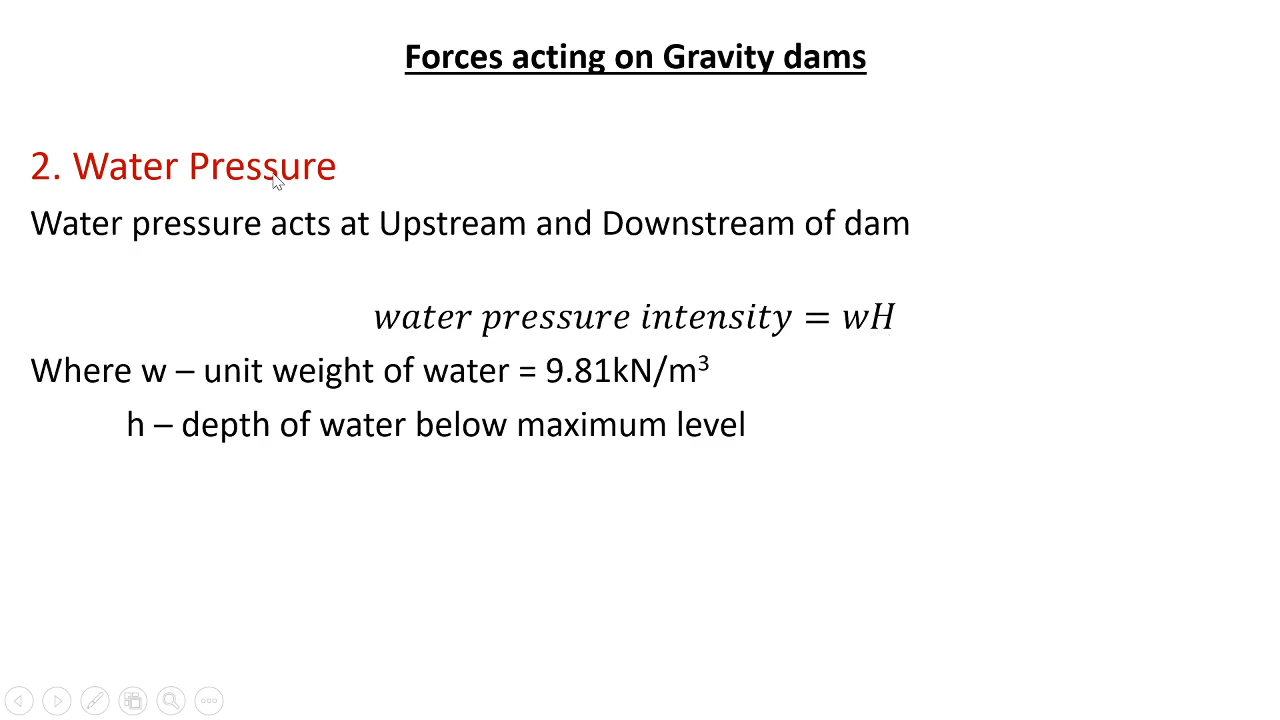 Forces acting on Gravity dams
2. Water Pressure
Water pressure acts at Upstream and Downstream of dam
water pressure intensity = wH
Where w – unit weight of water = 9.81kN/m³
h – depth of water below maximum level